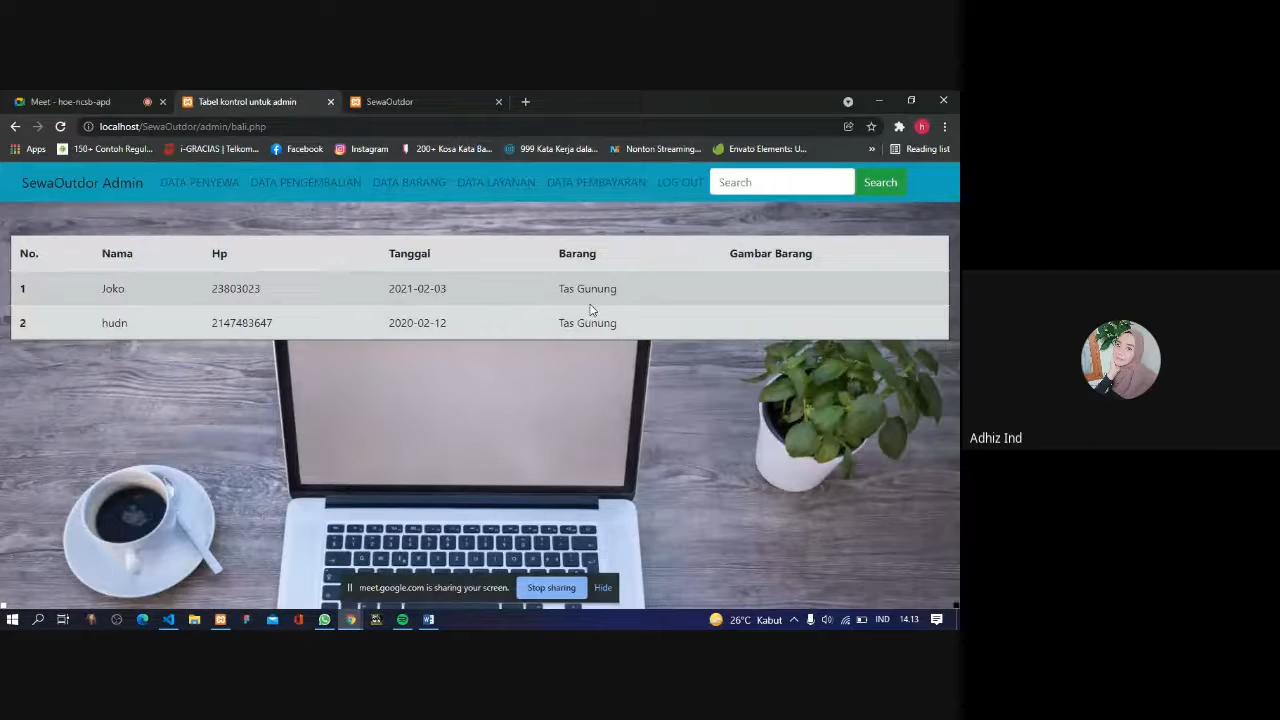 Meet - hoe-ncsb-apd
Tabel kontrol untuk admin
SewaOutdor
localhost/SewaOutdor/admin/bali.php
Apps
150+ Contoh Regul...
i-GRACIAS | Telkom...
Facebook
Instagram
200+ Kosa Kata Ba...
999 Kata Kerja dala...
Nonton Streaming...
Envato Elements: U...
»
Reading list
SewaOutdor Admin DATA PENYEWA DATA PENGEMBALIAN DATA BARANG DATA LAYANAN DATA PEMBAYARAN LOG OUT Search Search
No. Nama Hp Tanggal Barang Gambar Barang
1 Joko 23803023 2021-02-03 Tas Gunung
2 hudn 2147483647 2020-02-12 Tas Gunung
meet.google.com is sharing your screen. Stop sharing Hide
26°C Kabut IND 14.13
Adhiz Ind